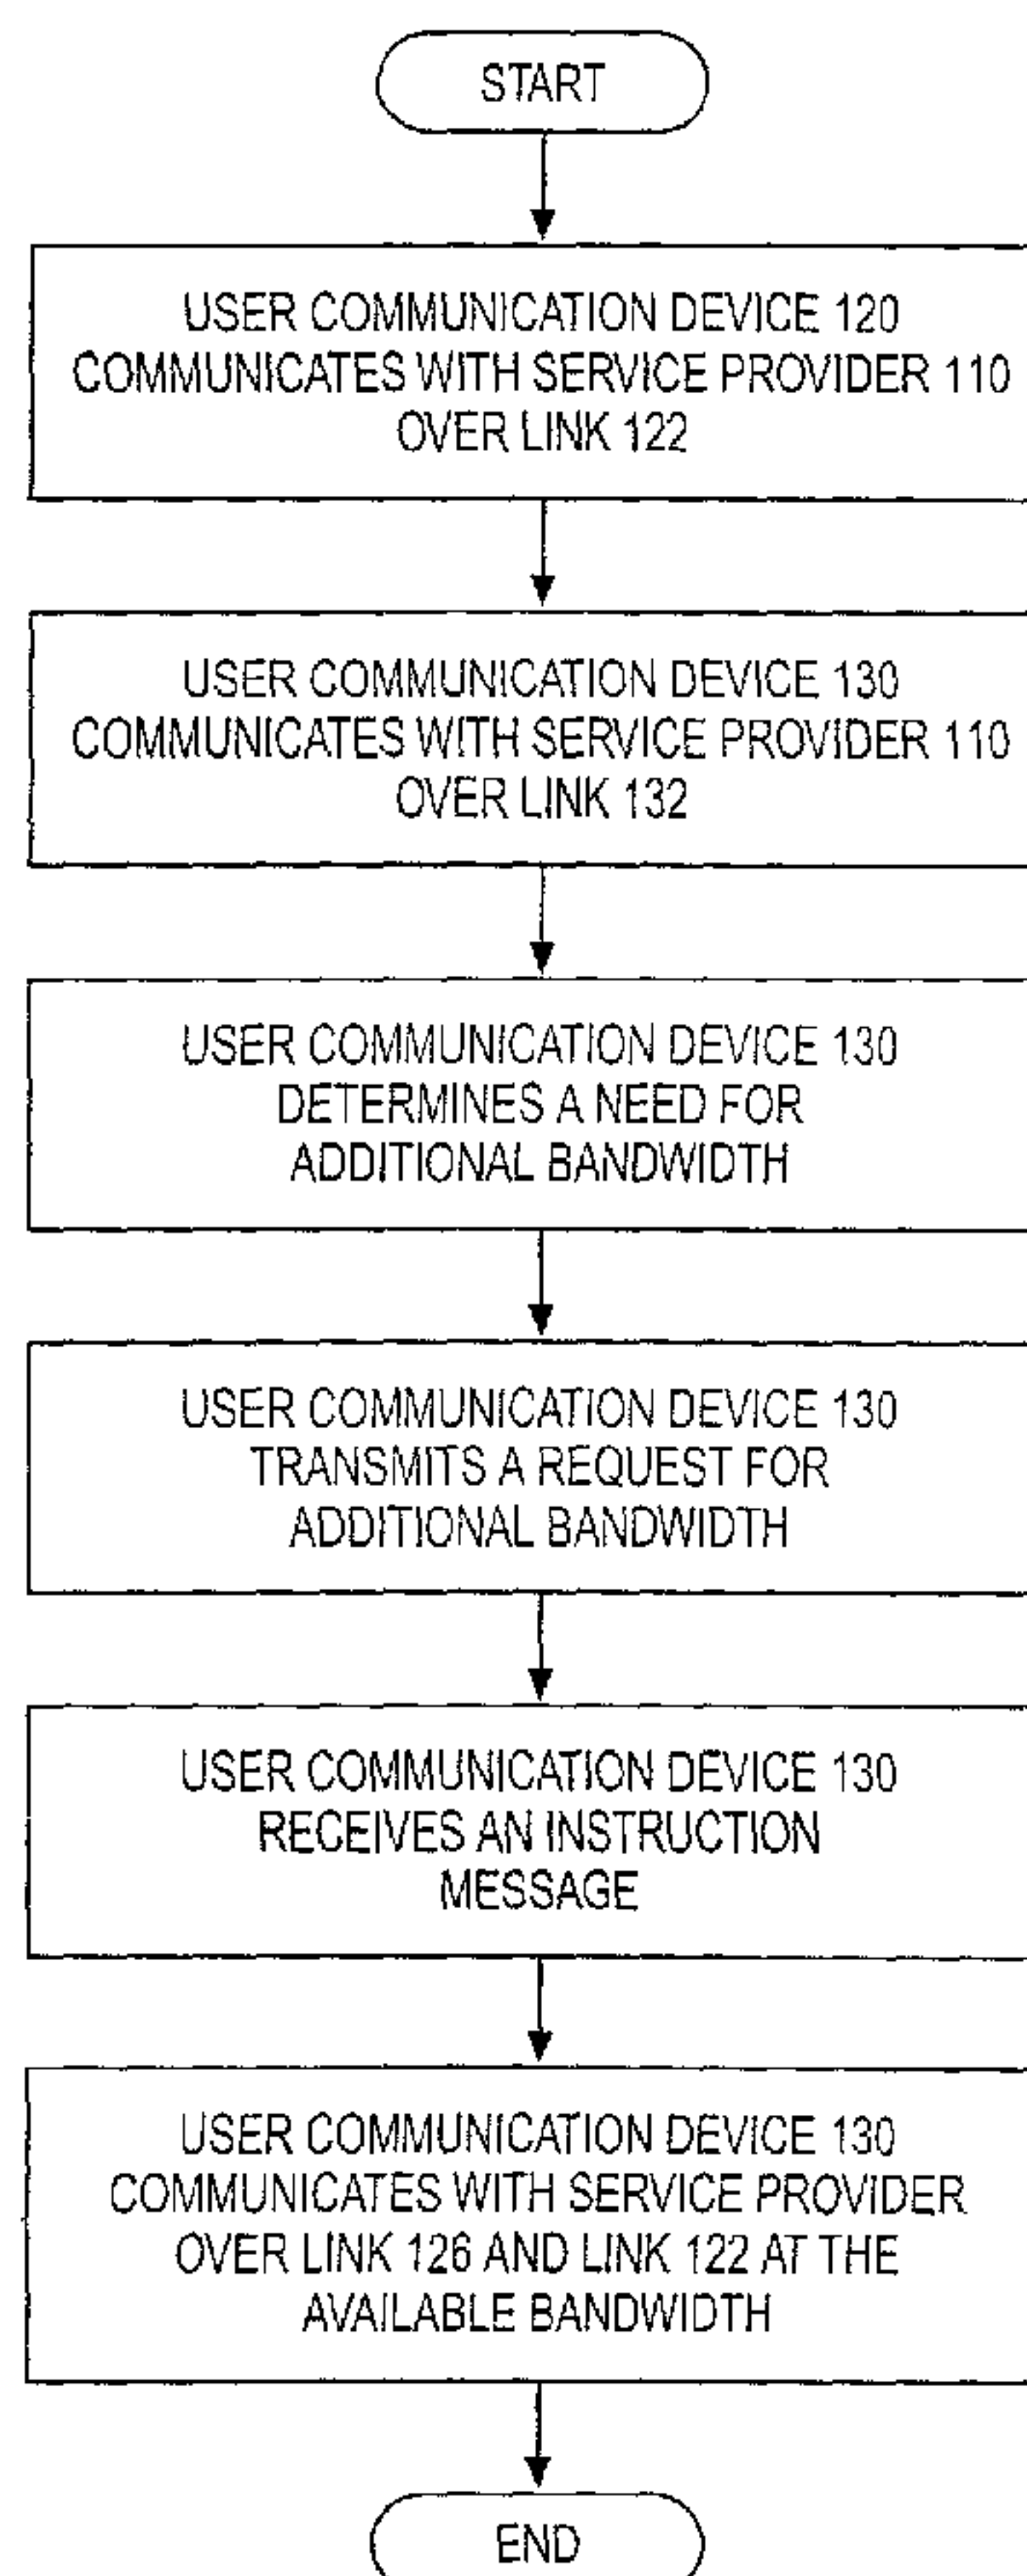 START
USER COMMUNICATION DEVICE 120
COMMUNICATES WITH SERVICE PROVIDER 110
OVER LINK 122
USER COMMUNICATION DEVICE 130
COMMUNICATES WITH SERVICE PROVIDER 110
OVER LINK 132
USER COMMUNICATION DEVICE 130
DETERMINES A NEED FOR
ADDITIONAL BANDWIDTH
USER COMMUNICATION DEVICE 130
TRANSMITS A REQUEST FOR
ADDITIONAL BANDWIDTH
USER COMMUNICATION DEVICE 130
RECEIVES AN INSTRUCTION
MESSAGE
USER COMMUNICATION DEVICE 130
COMMUNICATES WITH SERVICE PROVIDER
OVER LINK 126 AND LINK 122 AT THE
AVAILABLE BANDWIDTH
END